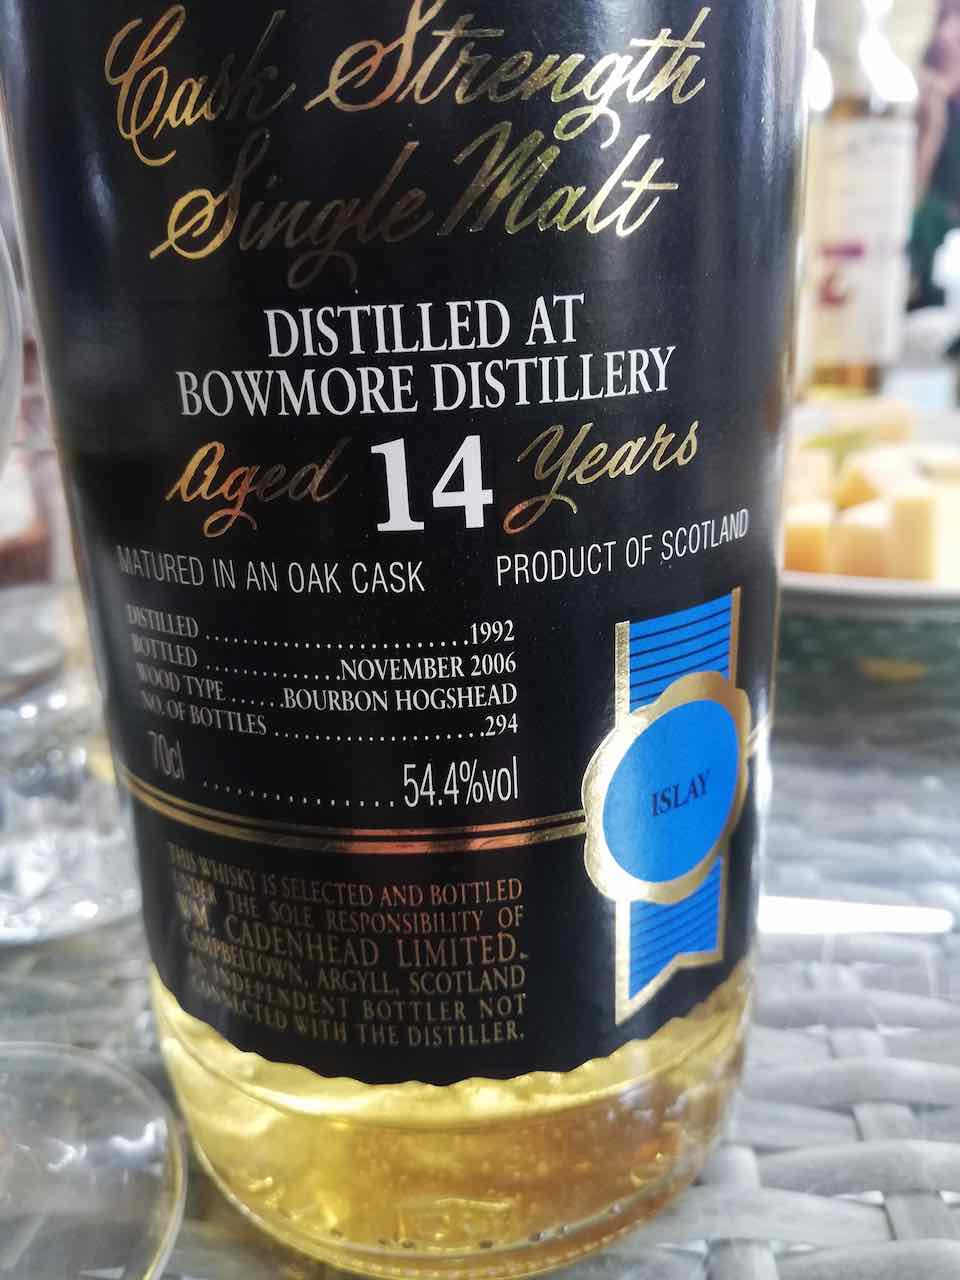 Cask Strength
Single Malt
DISTILLED AT
BOWMORE DISTILLERY
Aged 14 Years
MATURED IN AN OAK CASK PRODUCT OF SCOTLAND
DISTILLED ......................................1992
BOTTLED ....................NOVEMBER 2006
WOOD TYPE .......BOURBON HOGSHEAD
NO. OF BOTTLES ..............................294
70cl .......................... 54.4%vol
ISLAY
THIS WHISKY IS SELECTED AND BOTTLED
UNDER THE SOLE RESPONSIBILITY OF
WM. CADENHEAD LIMITED.
CAMPBELTOWN, ARGYLL, SCOTLAND
AN INDEPENDENT BOTTLER NOT
CONNECTED WITH THE DISTILLER.